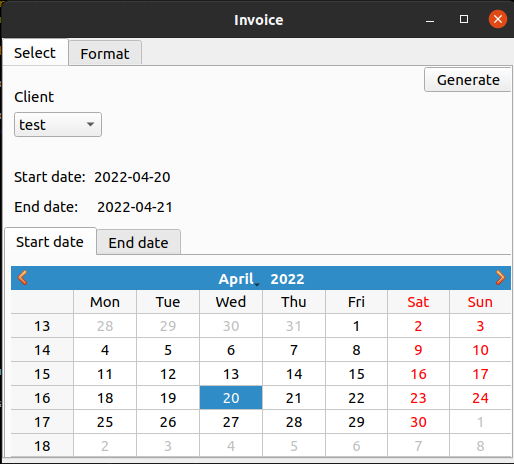 Invoice
Select Format
Generate
Client
test
Start date: 2022-04-20
End date: 2022-04-21
Start date End date
April 2022
Mon Tue Wed Thu Fri Sat Sun
13 28 29 30 31 1 2 3
14 4 5 6 7 8 9 10
15 11 12 13 14 15 16 17
16 18 19 20 21 22 23 24
17 25 26 27 28 29 30 1
18 2 3 4 5 6 7 8